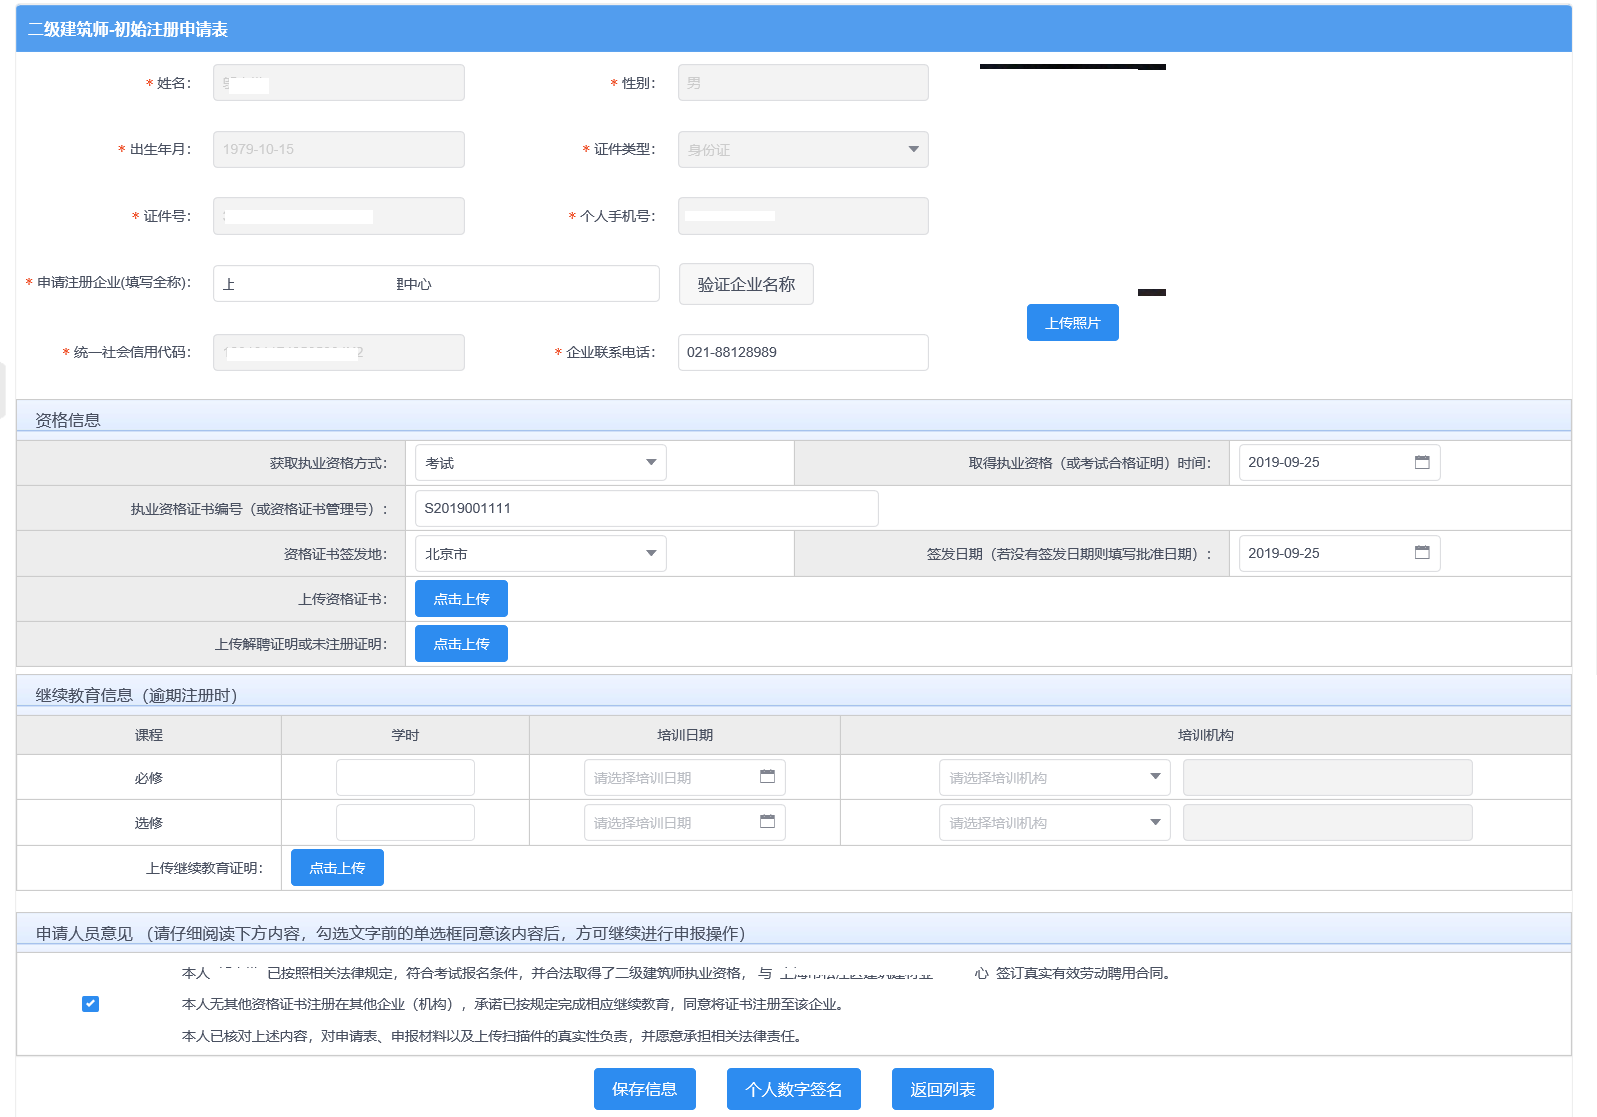 二级建筑师-初始注册申请表
* 姓名： * 性别： 男
* 出生年月： 1979-10-15 * 证件类型： 身份证
* 证件号： * 个人手机号：
* 申请注册企业(填写全称)： 上 理中心 验证企业名称
上传照片
* 统一社会信用代码： * 企业联系电话： 021-88128989
资格信息
获取执业资格方式： 考试 取得执业资格（或考试合格证明）时间： 2019-09-25
执业资格证书编号（或资格证书管理号）： S2019001111
资格证书签发地： 北京市 签发日期（若没有签发日期则填写批准日期）： 2019-09-25
上传资格证书： 点击上传
上传解聘证明或未注册证明： 点击上传
继续教育信息（逾期注册时）
课程 学时 培训日期 培训机构
必修 请选择培训日期 请选择培训机构
选修 请选择培训日期 请选择培训机构
上传继续教育证明： 点击上传
申请人员意见 （请仔细阅读下方内容，勾选文字前的单选框同意该内容后，方可继续进行申报操作）
本人 已按照相关法律规定，符合考试报名条件，并合法取得了二级建筑师执业资格， 与 心 签订真实有效劳动聘用合同。
本人无其他资格证书注册在其他企业（机构），承诺已按规定完成相应继续教育，同意将证书注册至该企业。
本人已核对上述内容，对申请表、申报材料以及上传扫描件的真实性负责，并愿意承担相关法律责任。
保存信息 个人数字签名 返回列表